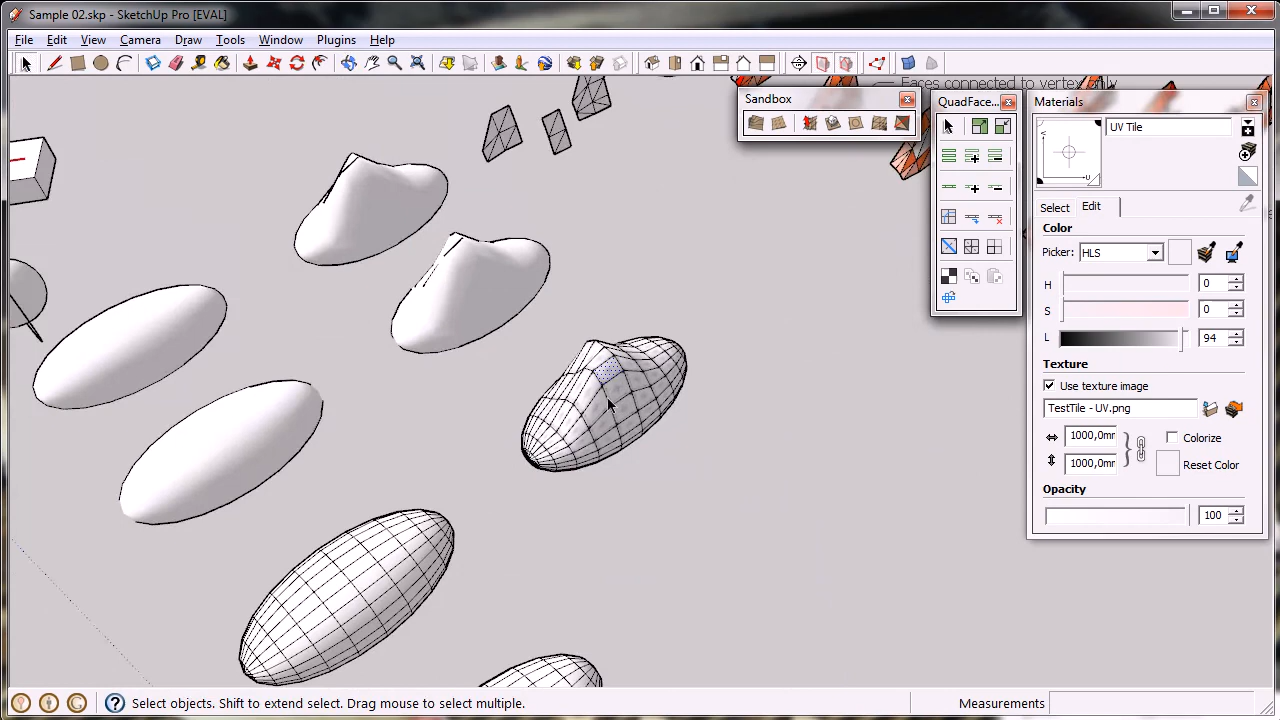 Sample 02.skp - SketchUp Pro [EVAL]
File Edit View Camera Draw Tools Window Plugins Help
Faces connected to vertex only
Sandbox
QuadFace...
Materials
UV Tile
V
U
Select Edit
Color
Picker: HLS
H 0
S 0
L 94
Texture
Use texture image
TestTile - UV.png
1000,0mm
Colorize
1000,0mm
Reset Color
Opacity
100
Select objects. Shift to extend select. Drag mouse to select multiple.
Measurements